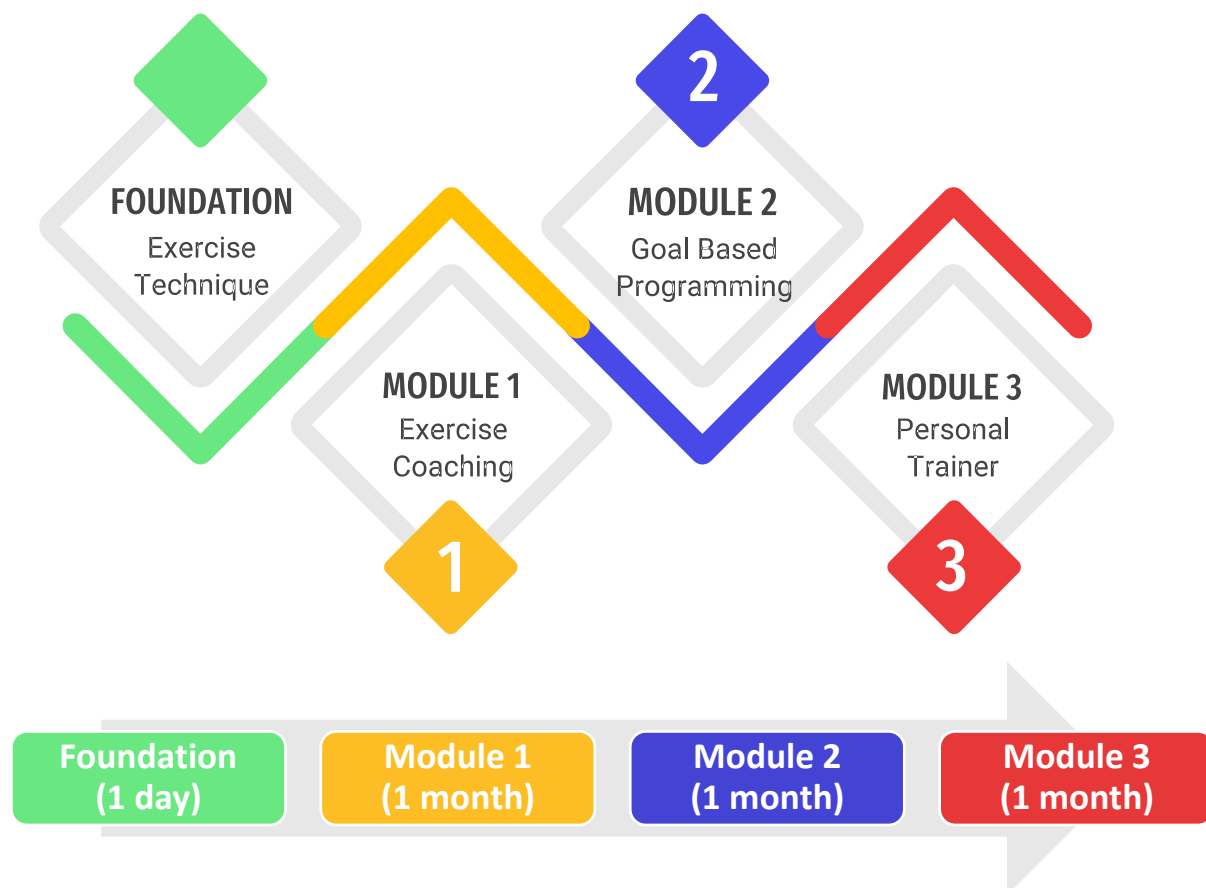 FOUNDATION
Exercise
Technique
MODULE 1
Exercise
Coaching
1
2
MODULE 2
Goal Based
Programming
MODULE 3
Personal
Trainer
3
Foundation
(1 day)
Module 1
(1 month)
Module 2
(1 month)
Module 3
(1 month)